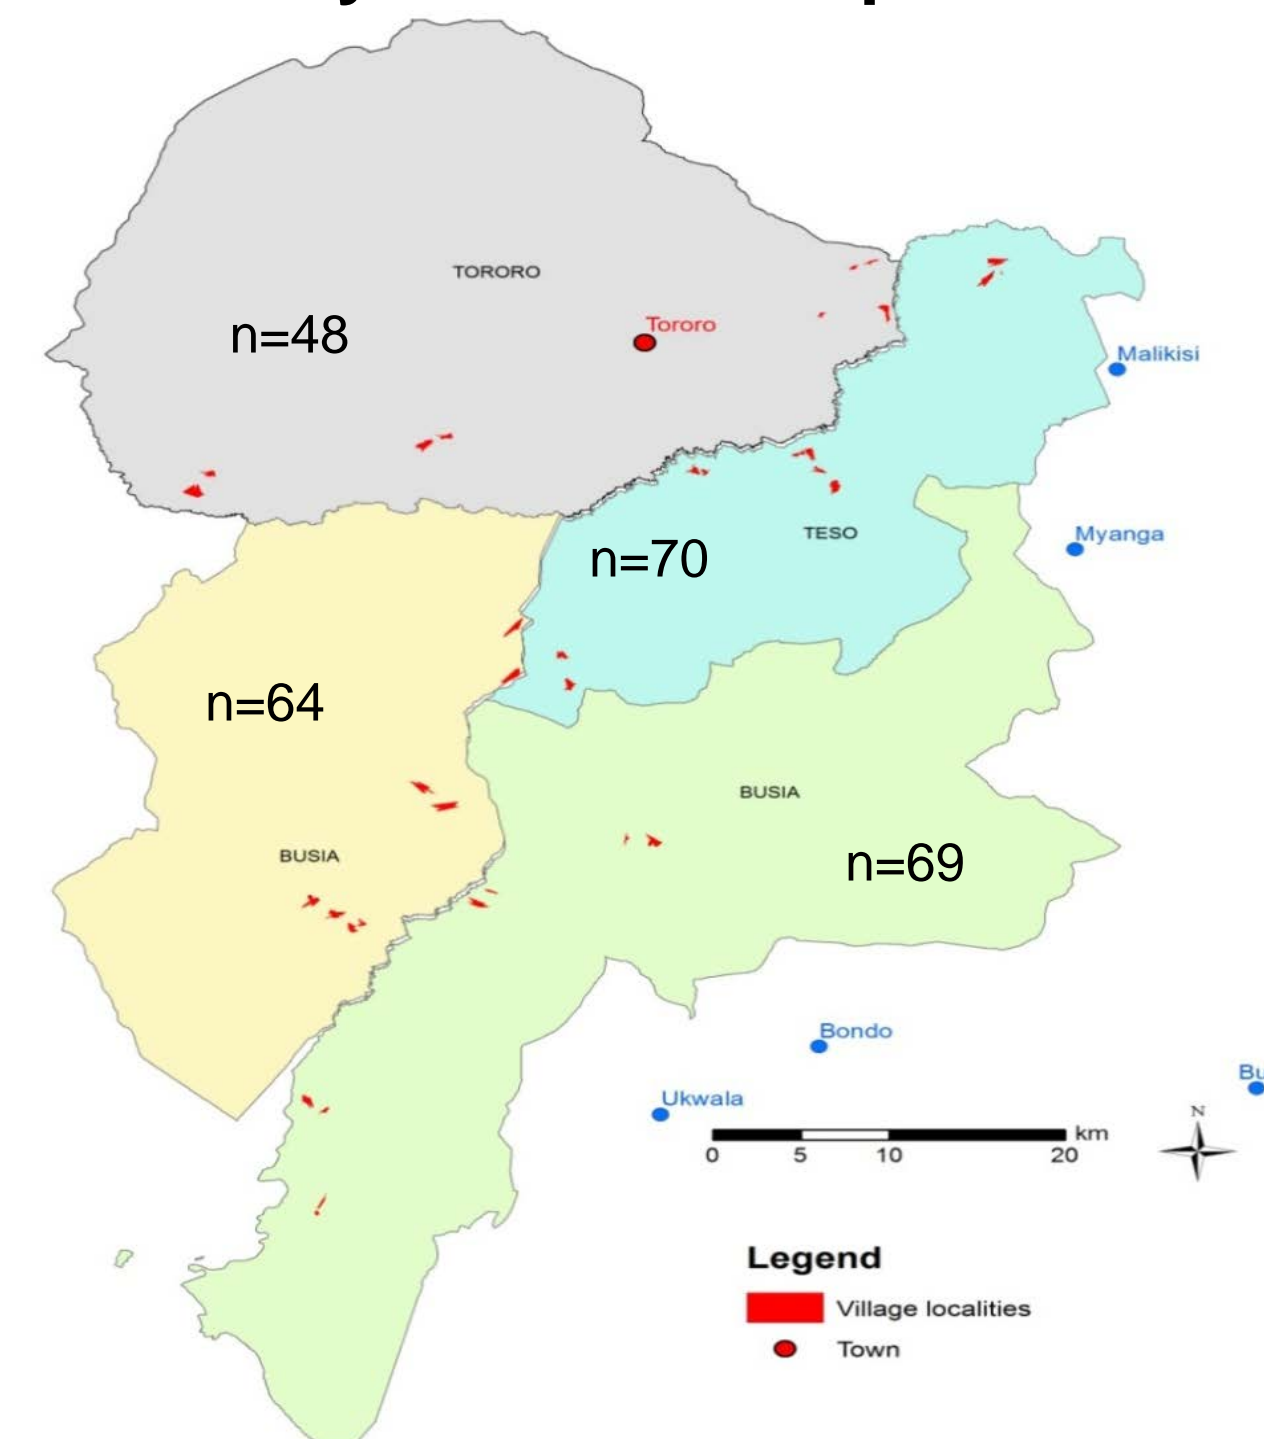 TORORO
n=48
Tororo
Malikisi
TESO
Myanga
n=70
n=64
BUSIA
BUSIA
n=69
Bondo
Ukwala
Bu
km
0 5 10 20
N
Legend
Village localities
Town